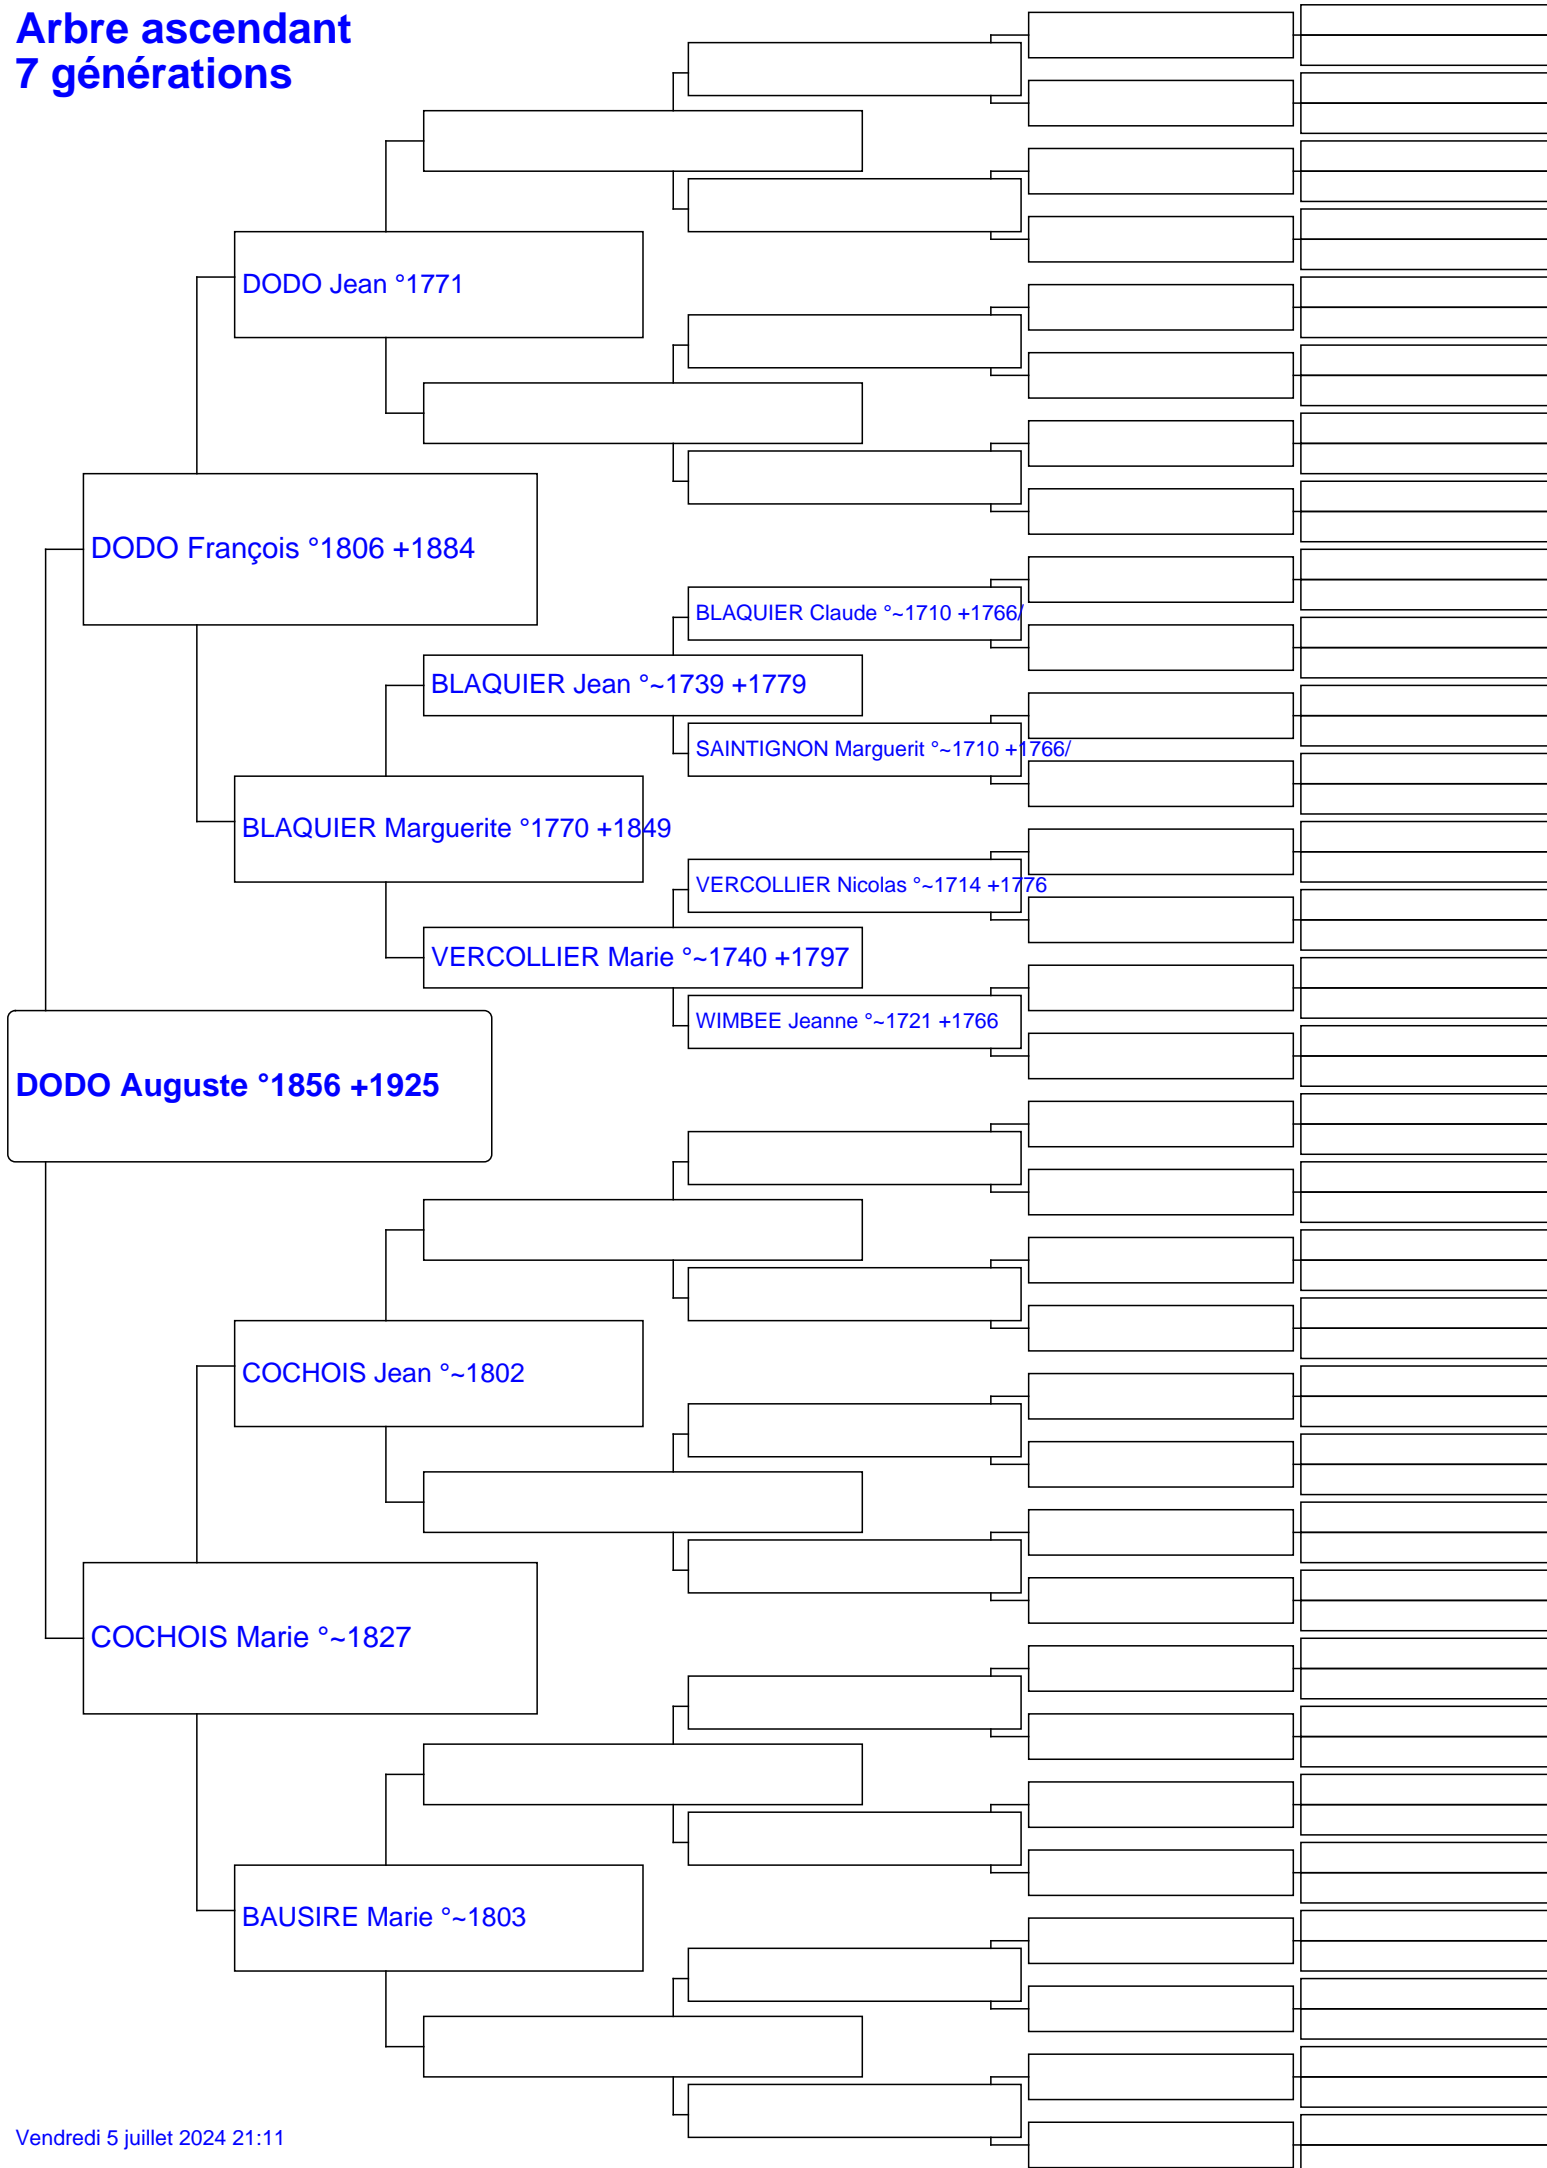 Arbre ascendant
7 générations
DODO Jean °1771
DODO François °1806 +1884
BLAQUIER Claude °~1710 +1766/
BLAQUIER Jean °~1739 +1779
SAINTIGNON Marguerit °~1710 +1766/
BLAQUIER Marguerite °1770 +1849
VERCOLLIER Nicolas °~1714 +1776
VERCOLLIER Marie °~1740 +1797
WIMBEE Jeanne °~1721 +1766
DODO Auguste °1856 +1925
COCHOIS Jean °~1802
COCHOIS Marie °~1827
BAUSIRE Marie °~1803
Vendredi 5 juillet 2024 21:11